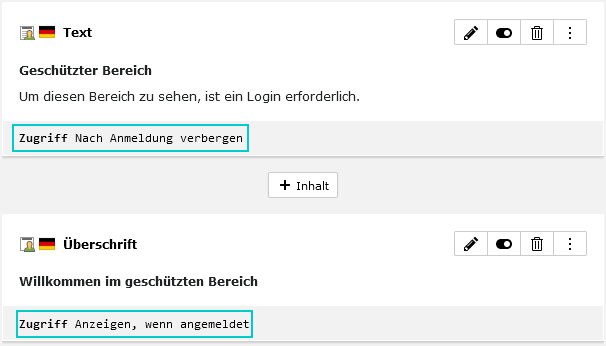 Text
Geschützter Bereich
Um diesen Bereich zu sehen, ist ein Login erforderlich.
Zugriff Nach Anmeldung verbergen
+ Inhalt
Überschrift
Willkommen im geschützten Bereich
Zugriff Anzeigen, wenn angemeldet